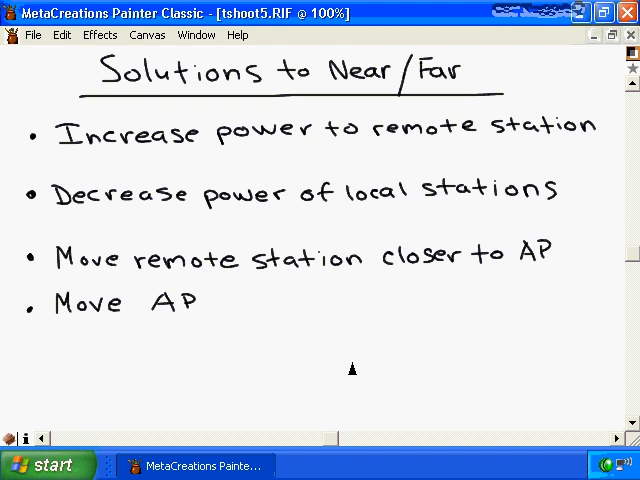 MetaCreations Painter Classic - [tshoot5.RIF @ 100%]
File Edit Effects Canvas Window Help
Solutions to Near/Far
• Increase power to remote station
• Decrease power of local stations
• Move remote station closer to AP
• Move AP
start MetaCreations Painte...